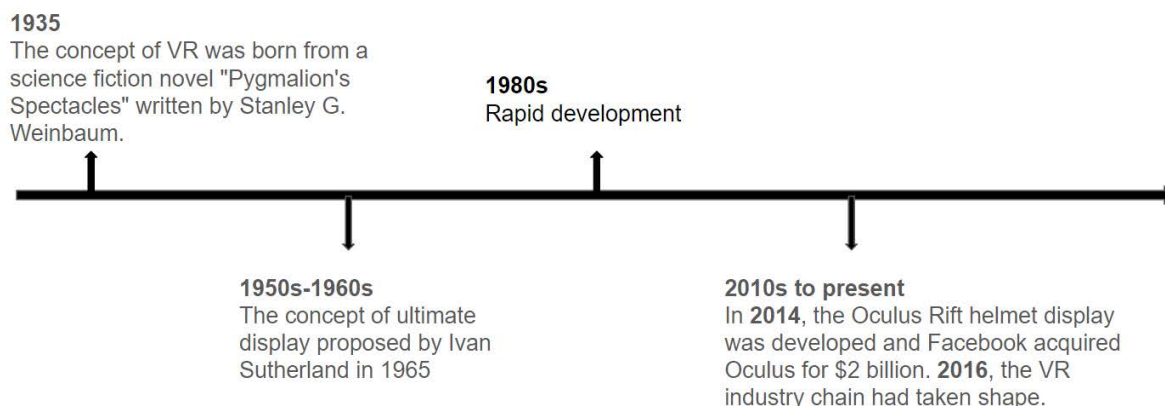 1935
The concept of VR was born from a
science fiction novel "Pygmalion's
Spectacles" written by Stanley G.
Weinbaum.
1980s
Rapid development
1950s-1960s
The concept of ultimate
display proposed by Ivan
Sutherland in 1965
2010s to present
In 2014, the Oculus Rift helmet display
was developed and Facebook acquired
Oculus for $2 billion. 2016, the VR
industry chain had taken shape.